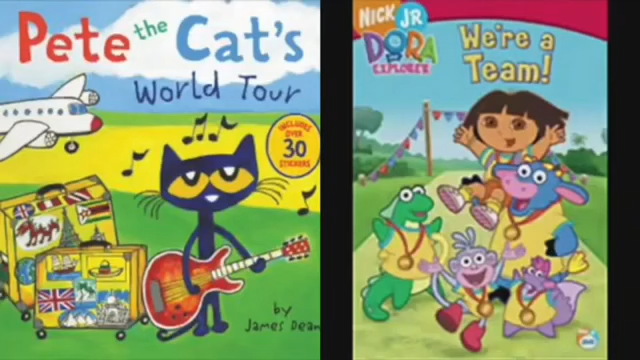 Pete the Cat's
World Tour
INCLUDES
OVER
30
STICKERS
by
James Dean
NICK JR
DORA
the
EXPLORER
We're a
Team!